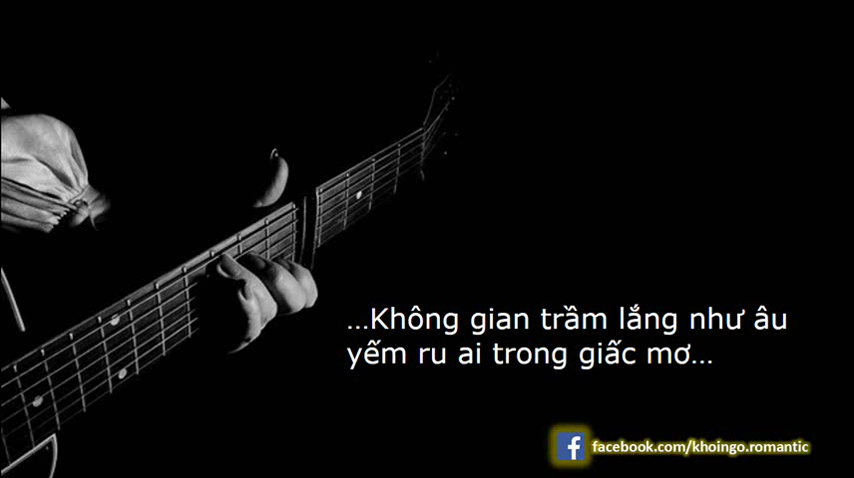 ...Không gian trầm lắng như âu
yếm ru ai trong giấc mơ...
facebook.com/khoingo.romantic